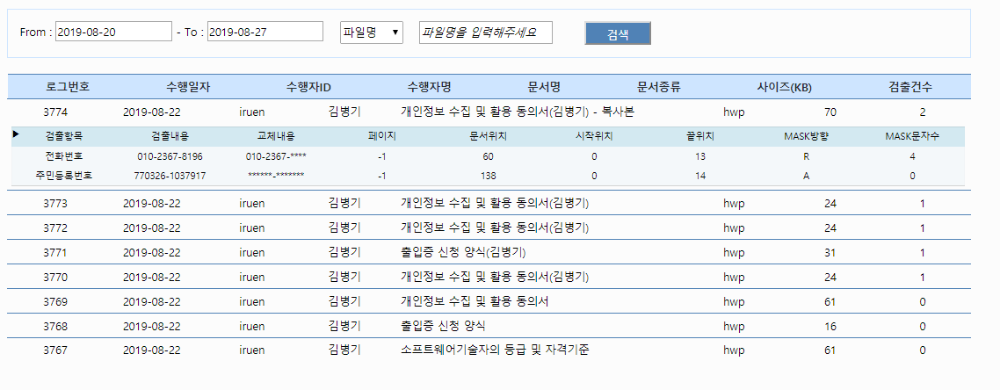 From : 2019-08-20 - To : 2019-08-27 파일명 파일명을 입력해주세요 검색
로그번호 수행일자 수행자ID 수행자명 문서명 문서종류 사이즈(KB) 검출건수
3774 2019-08-22 iruen 김병기 개인정보 수집 및 활용 동의서(김병기) - 복사본 hwp 70 2
검출항목 검출내용 교체내용 페이지 문서위치 시작위치 끝위치 MASK방향 MASK문자수
전화번호 010-2367-8196 010-2367-**** -1 60 0 13 R 4
주민등록번호 770326-1037917 ******-******* -1 138 0 14 A 0
3773 2019-08-22 iruen 김병기 개인정보 수집 및 활용 동의서(김병기) hwp 24 1
3772 2019-08-22 iruen 김병기 개인정보 수집 및 활용 동의서(김병기) hwp 24 1
3771 2019-08-22 iruen 김병기 출입증 신청 양식(김병기) hwp 31 1
3770 2019-08-22 iruen 김병기 개인정보 수집 및 활용 동의서(김병기) hwp 24 1
3769 2019-08-22 iruen 김병기 개인정보 수집 및 활용 동의서 hwp 61 0
3768 2019-08-22 iruen 김병기 출입증 신청 양식 hwp 16 0
3767 2019-08-22 iruen 김병기 소프트웨어기술자의 등급 및 자격기준 hwp 61 0